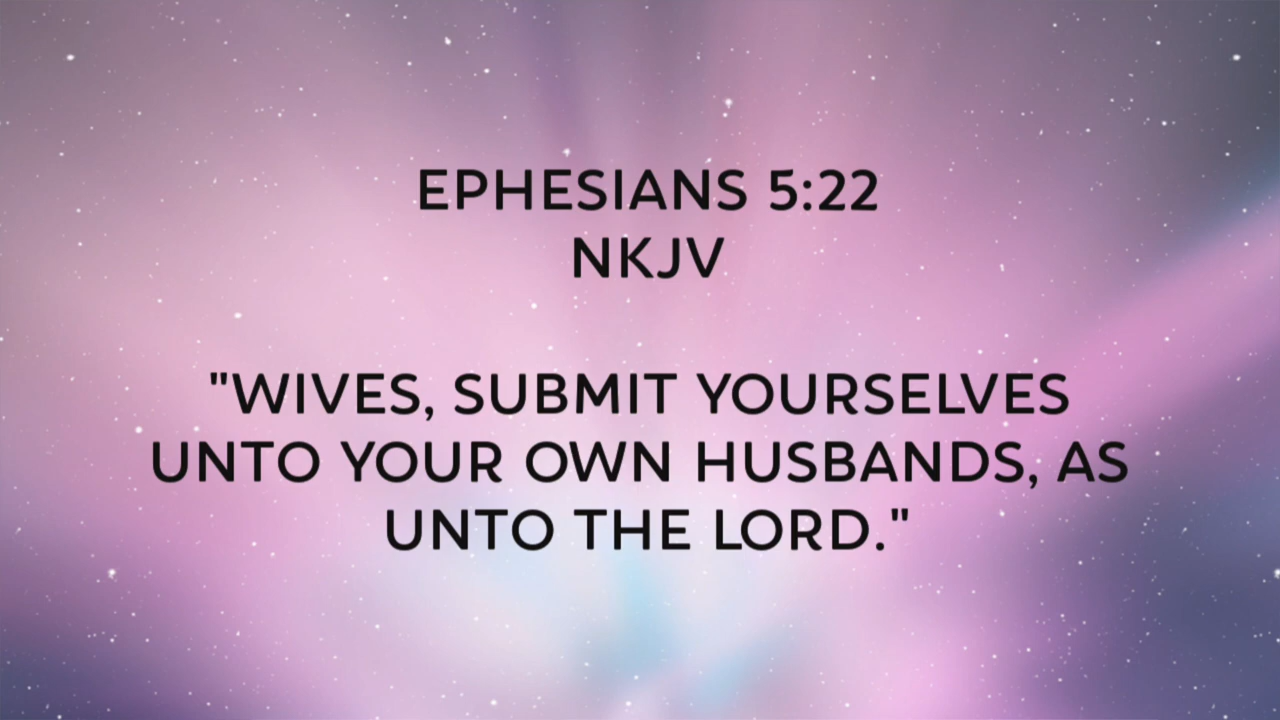 EPHESIANS 5:22
NKJV
"WIVES, SUBMIT YOURSELVES
UNTO YOUR OWN HUSBANDS, AS
UNTO THE LORD."